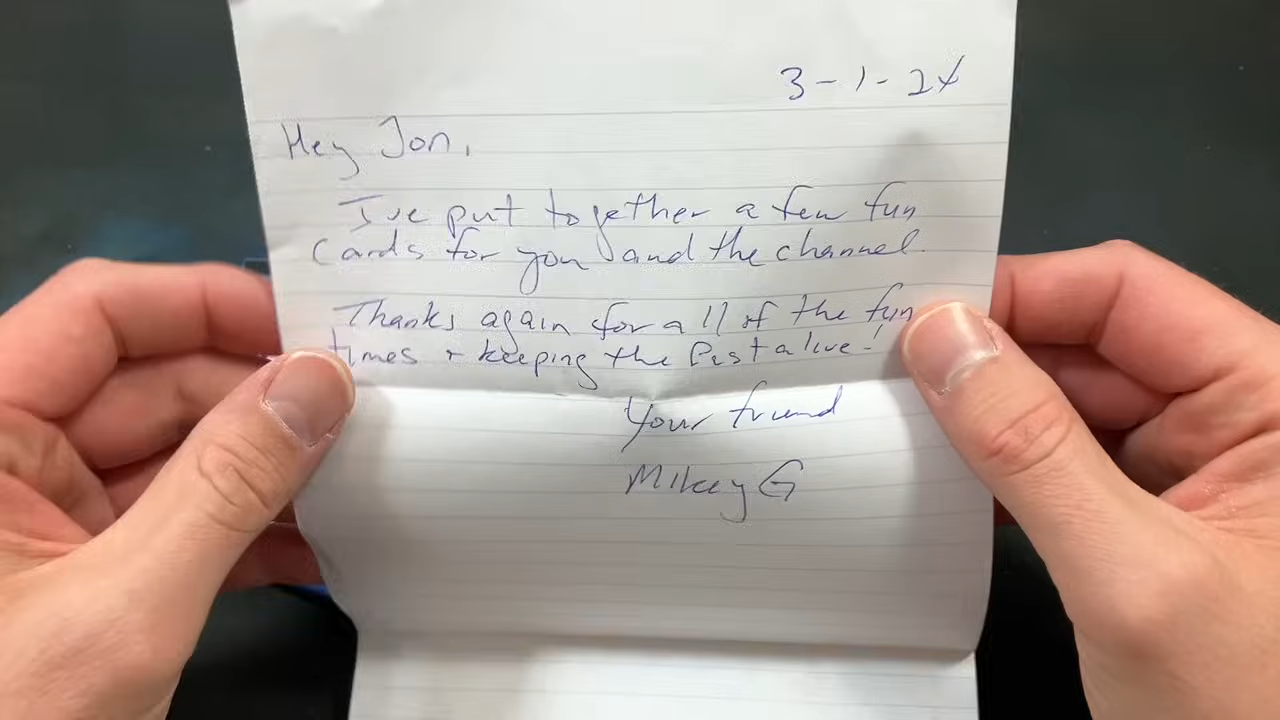 3-1-24
Hey Jon,
I've put together a few fun
cards for you and the channel.
Thanks again for all of the fun
times + keeping the Past alive!
Your friend
Mikey G